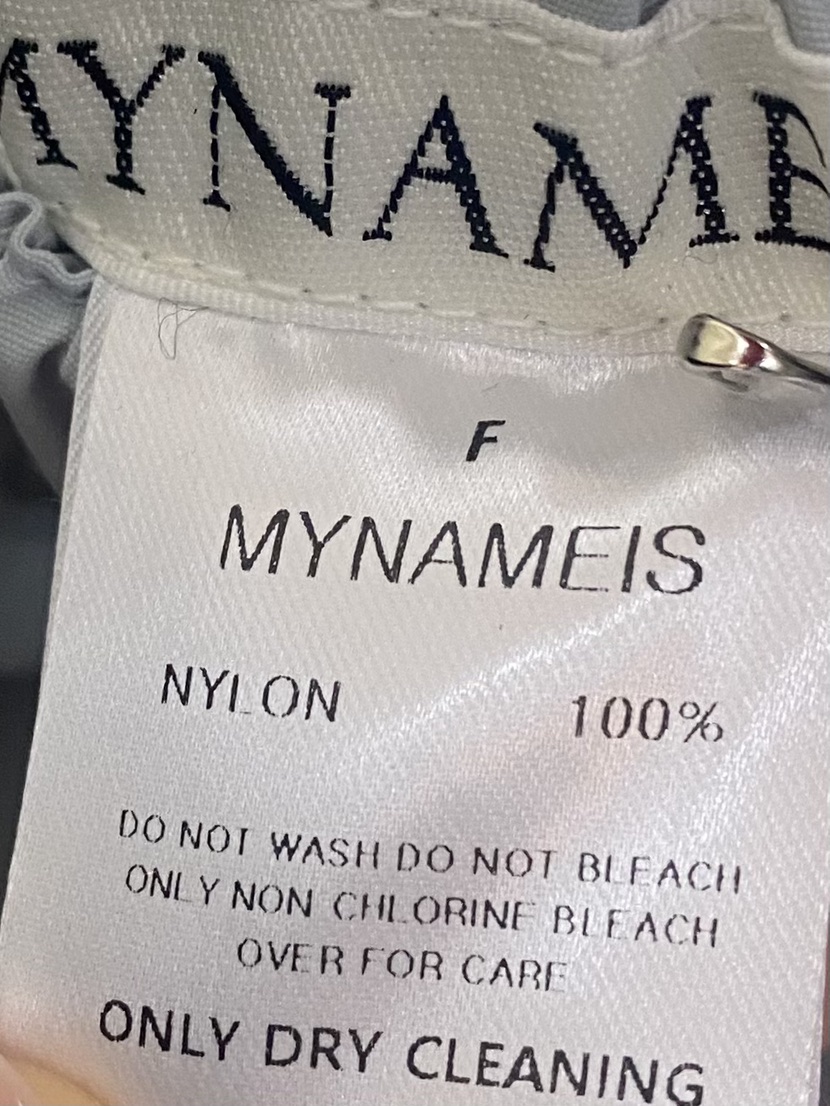 MYNAME
F
MYNAMEIS
NYLON 100%
DO NOT WASH DO NOT BLEACH
ONLY NON CHLORINE BLEACH
OVER FOR CARE
ONLY DRY CLEANING